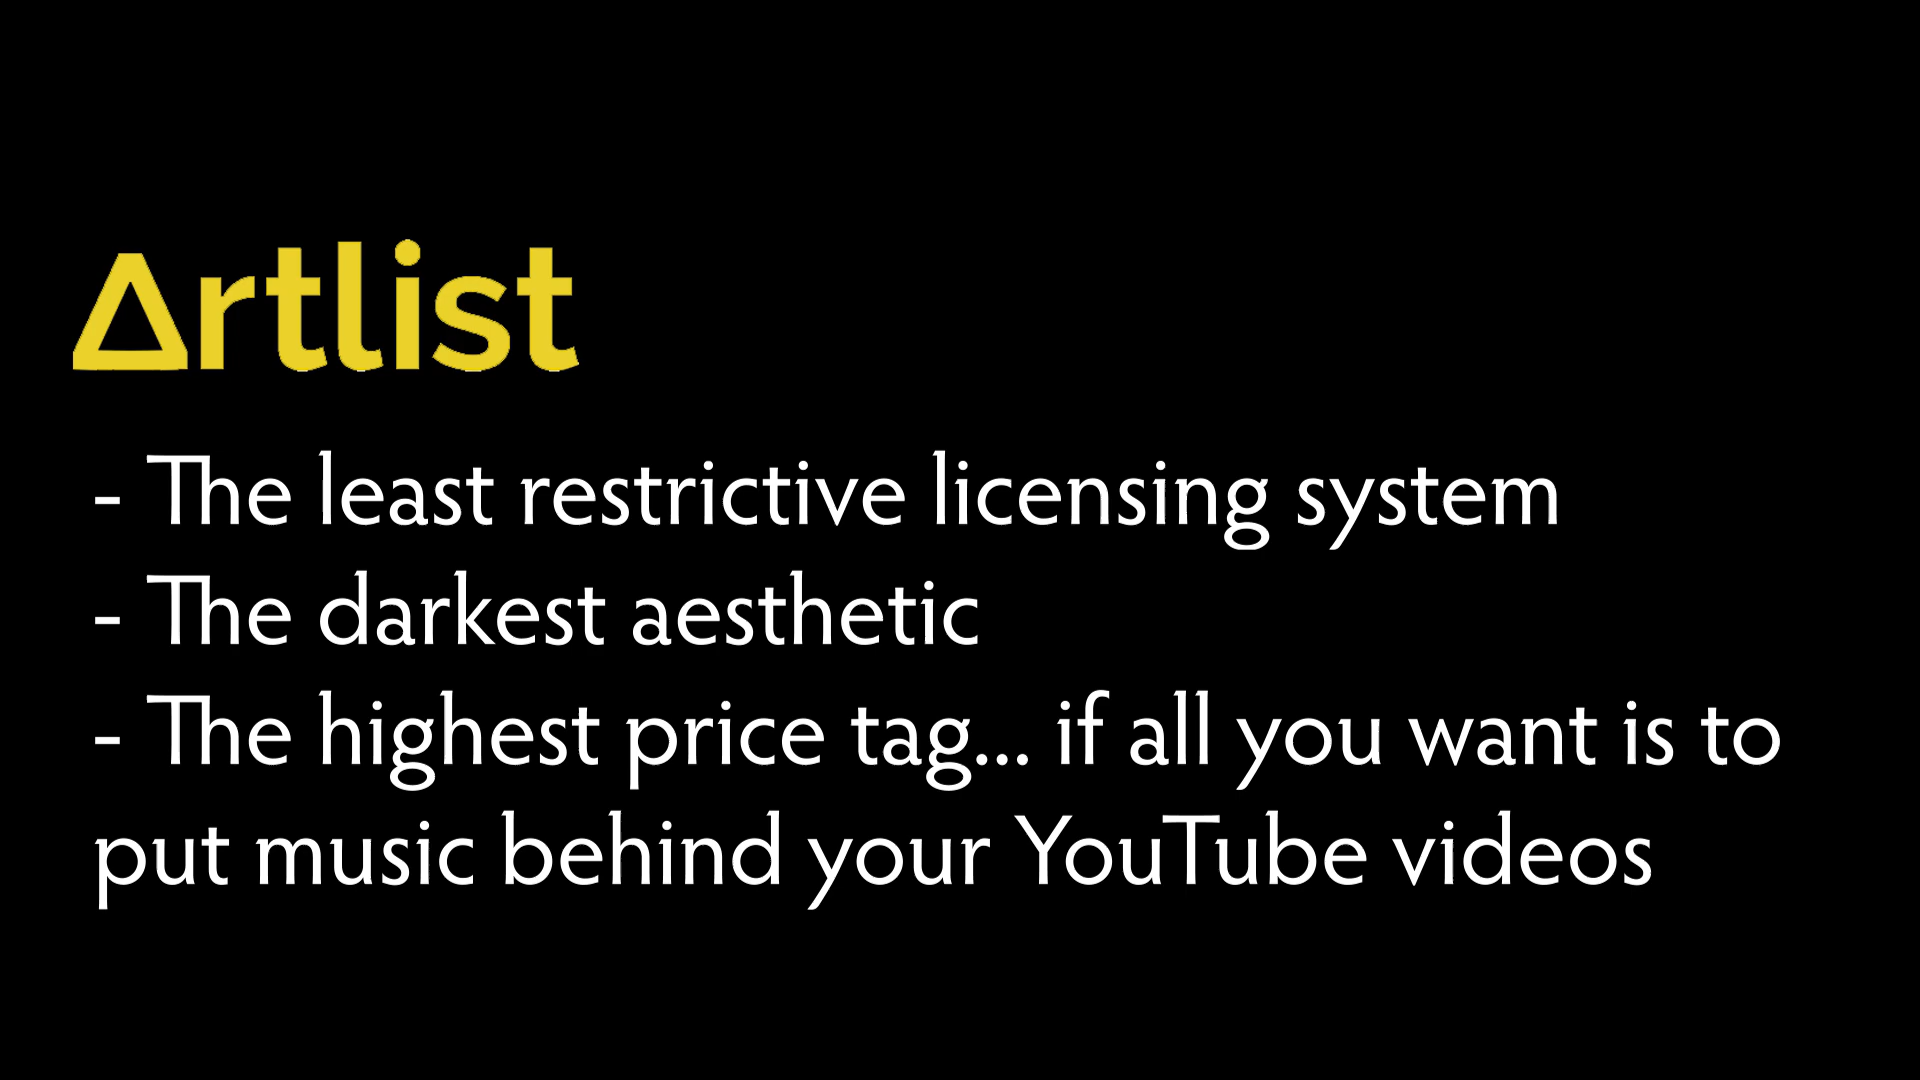 Artlist
- The least restrictive licensing system
- The darkest aesthetic
- The highest price tag... if all you want is to
put music behind your YouTube videos